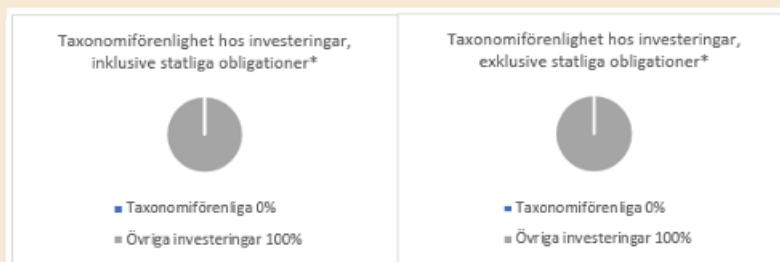 Taxonomiförenlighet hos investeringar,
inklusive statliga obligationer*
Taxonomiförenliga 0%
Övriga investeringar 100%
Taxonomiförenlighet hos investeringar,
exklusive statliga obligationer*
Taxonomiförenliga 0%
Övriga investeringar 100%